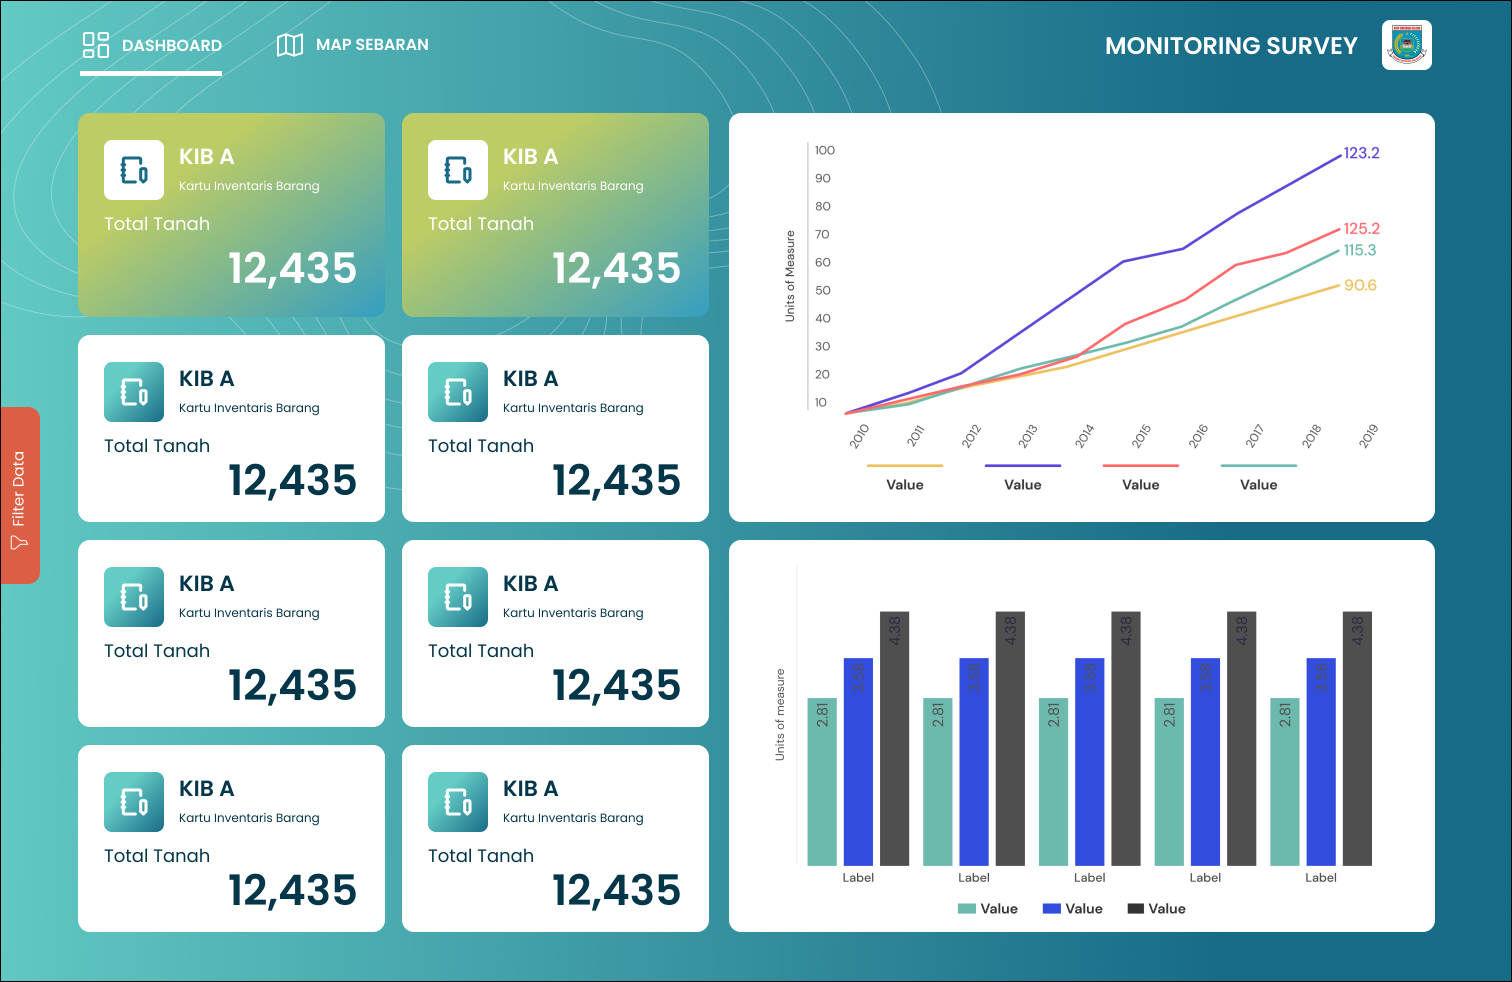 DASHBOARD
MAP SEBARAN
MONITORING SURVEY
Filter Data
KIB A
Kartu Inventaris Barang
Total Tanah
12,435
KIB A
Kartu Inventaris Barang
Total Tanah
12,435
KIB A
Kartu Inventaris Barang
Total Tanah
12,435
KIB A
Kartu Inventaris Barang
Total Tanah
12,435
KIB A
Kartu Inventaris Barang
Total Tanah
12,435
KIB A
Kartu Inventaris Barang
Total Tanah
12,435
KIB A
Kartu Inventaris Barang
Total Tanah
12,435
KIB A
Kartu Inventaris Barang
Total Tanah
12,435
Units of Measure
100
90
80
70
60
50
40
30
20
10
123.2
125.2
115.3
90.6
2010 2011 2012 2013 2014 2015 2016 2017 2018 2019
Value Value Value Value
Units of measure
2.81 3.58 4.38 2.81 3.58 4.38 2.81 3.58 4.38 2.81 3.58 4.38 2.81 3.58 4.38
Label Label Label Label Label
Value Value Value